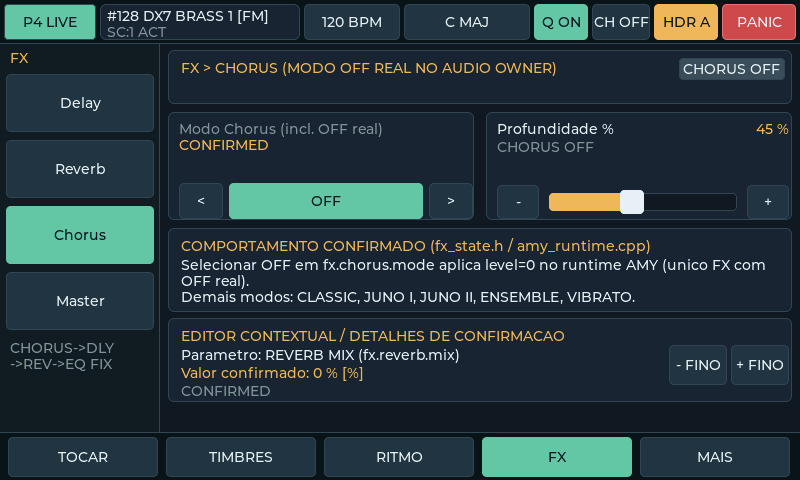 P4 LIVE
#128 DX7 BRASS 1 [FM]
SC:1 ACT
120 BPM
C MAJ
Q ON
CH OFF
HDR A
PANIC
FX
Delay
Reverb
Chorus
Master
CHORUS->DLY
->REV->EQ FIX
FX > CHORUS (MODO OFF REAL NO AUDIO OWNER)
CHORUS OFF
Modo Chorus (incl. OFF real)
CONFIRMED
<
OFF
>
Profundidade %
45 %
CHORUS OFF
-
+
COMPORTAMENTO CONFIRMADO (fx_state.h / amy_runtime.cpp)
Selecionar OFF em fx.chorus.mode aplica level=0 no runtime AMY (unico FX com
OFF real).
Demais modos: CLASSIC, JUNO I, JUNO II, ENSEMBLE, VIBRATO.
EDITOR CONTEXTUAL / DETALHES DE CONFIRMACAO
Parametro: REVERB MIX (fx.reverb.mix)
Valor confirmado: 0 % [%]
CONFIRMED
- FINO
+ FINO
TOCAR
TIMBRES
RITMO
FX
MAIS